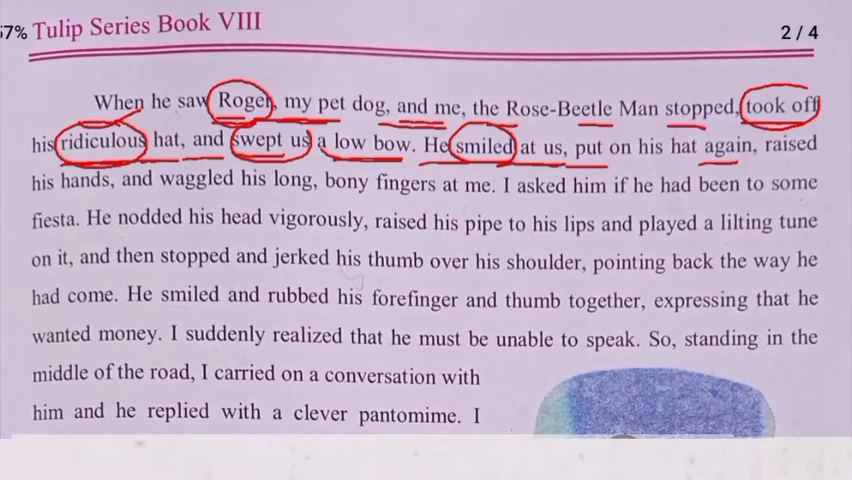 57% Tulip Series Book VIII 2 / 4
When he saw Roger, my pet dog, and me, the Rose-Beetle Man stopped, took off
his ridiculous hat, and swept us a low bow. He smiled at us, put on his hat again, raised
his hands, and waggled his long, bony fingers at me. I asked him if he had been to some
fiesta. He nodded his head vigorously, raised his pipe to his lips and played a lilting tune
on it, and then stopped and jerked his thumb over his shoulder, pointing back the way he
had come. He smiled and rubbed his forefinger and thumb together, expressing that he
wanted money. I suddenly realized that he must be unable to speak. So, standing in the
middle of the road, I carried on a conversation with
him and he replied with a clever pantomime. I